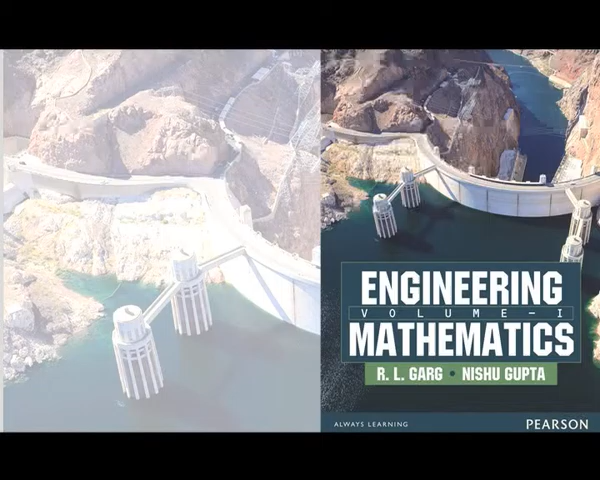 ENGINEERING
VOLUME-I
MATHEMATICS
R. L. GARG • NISHU GUPTA
ALWAYS LEARNING
PEARSON